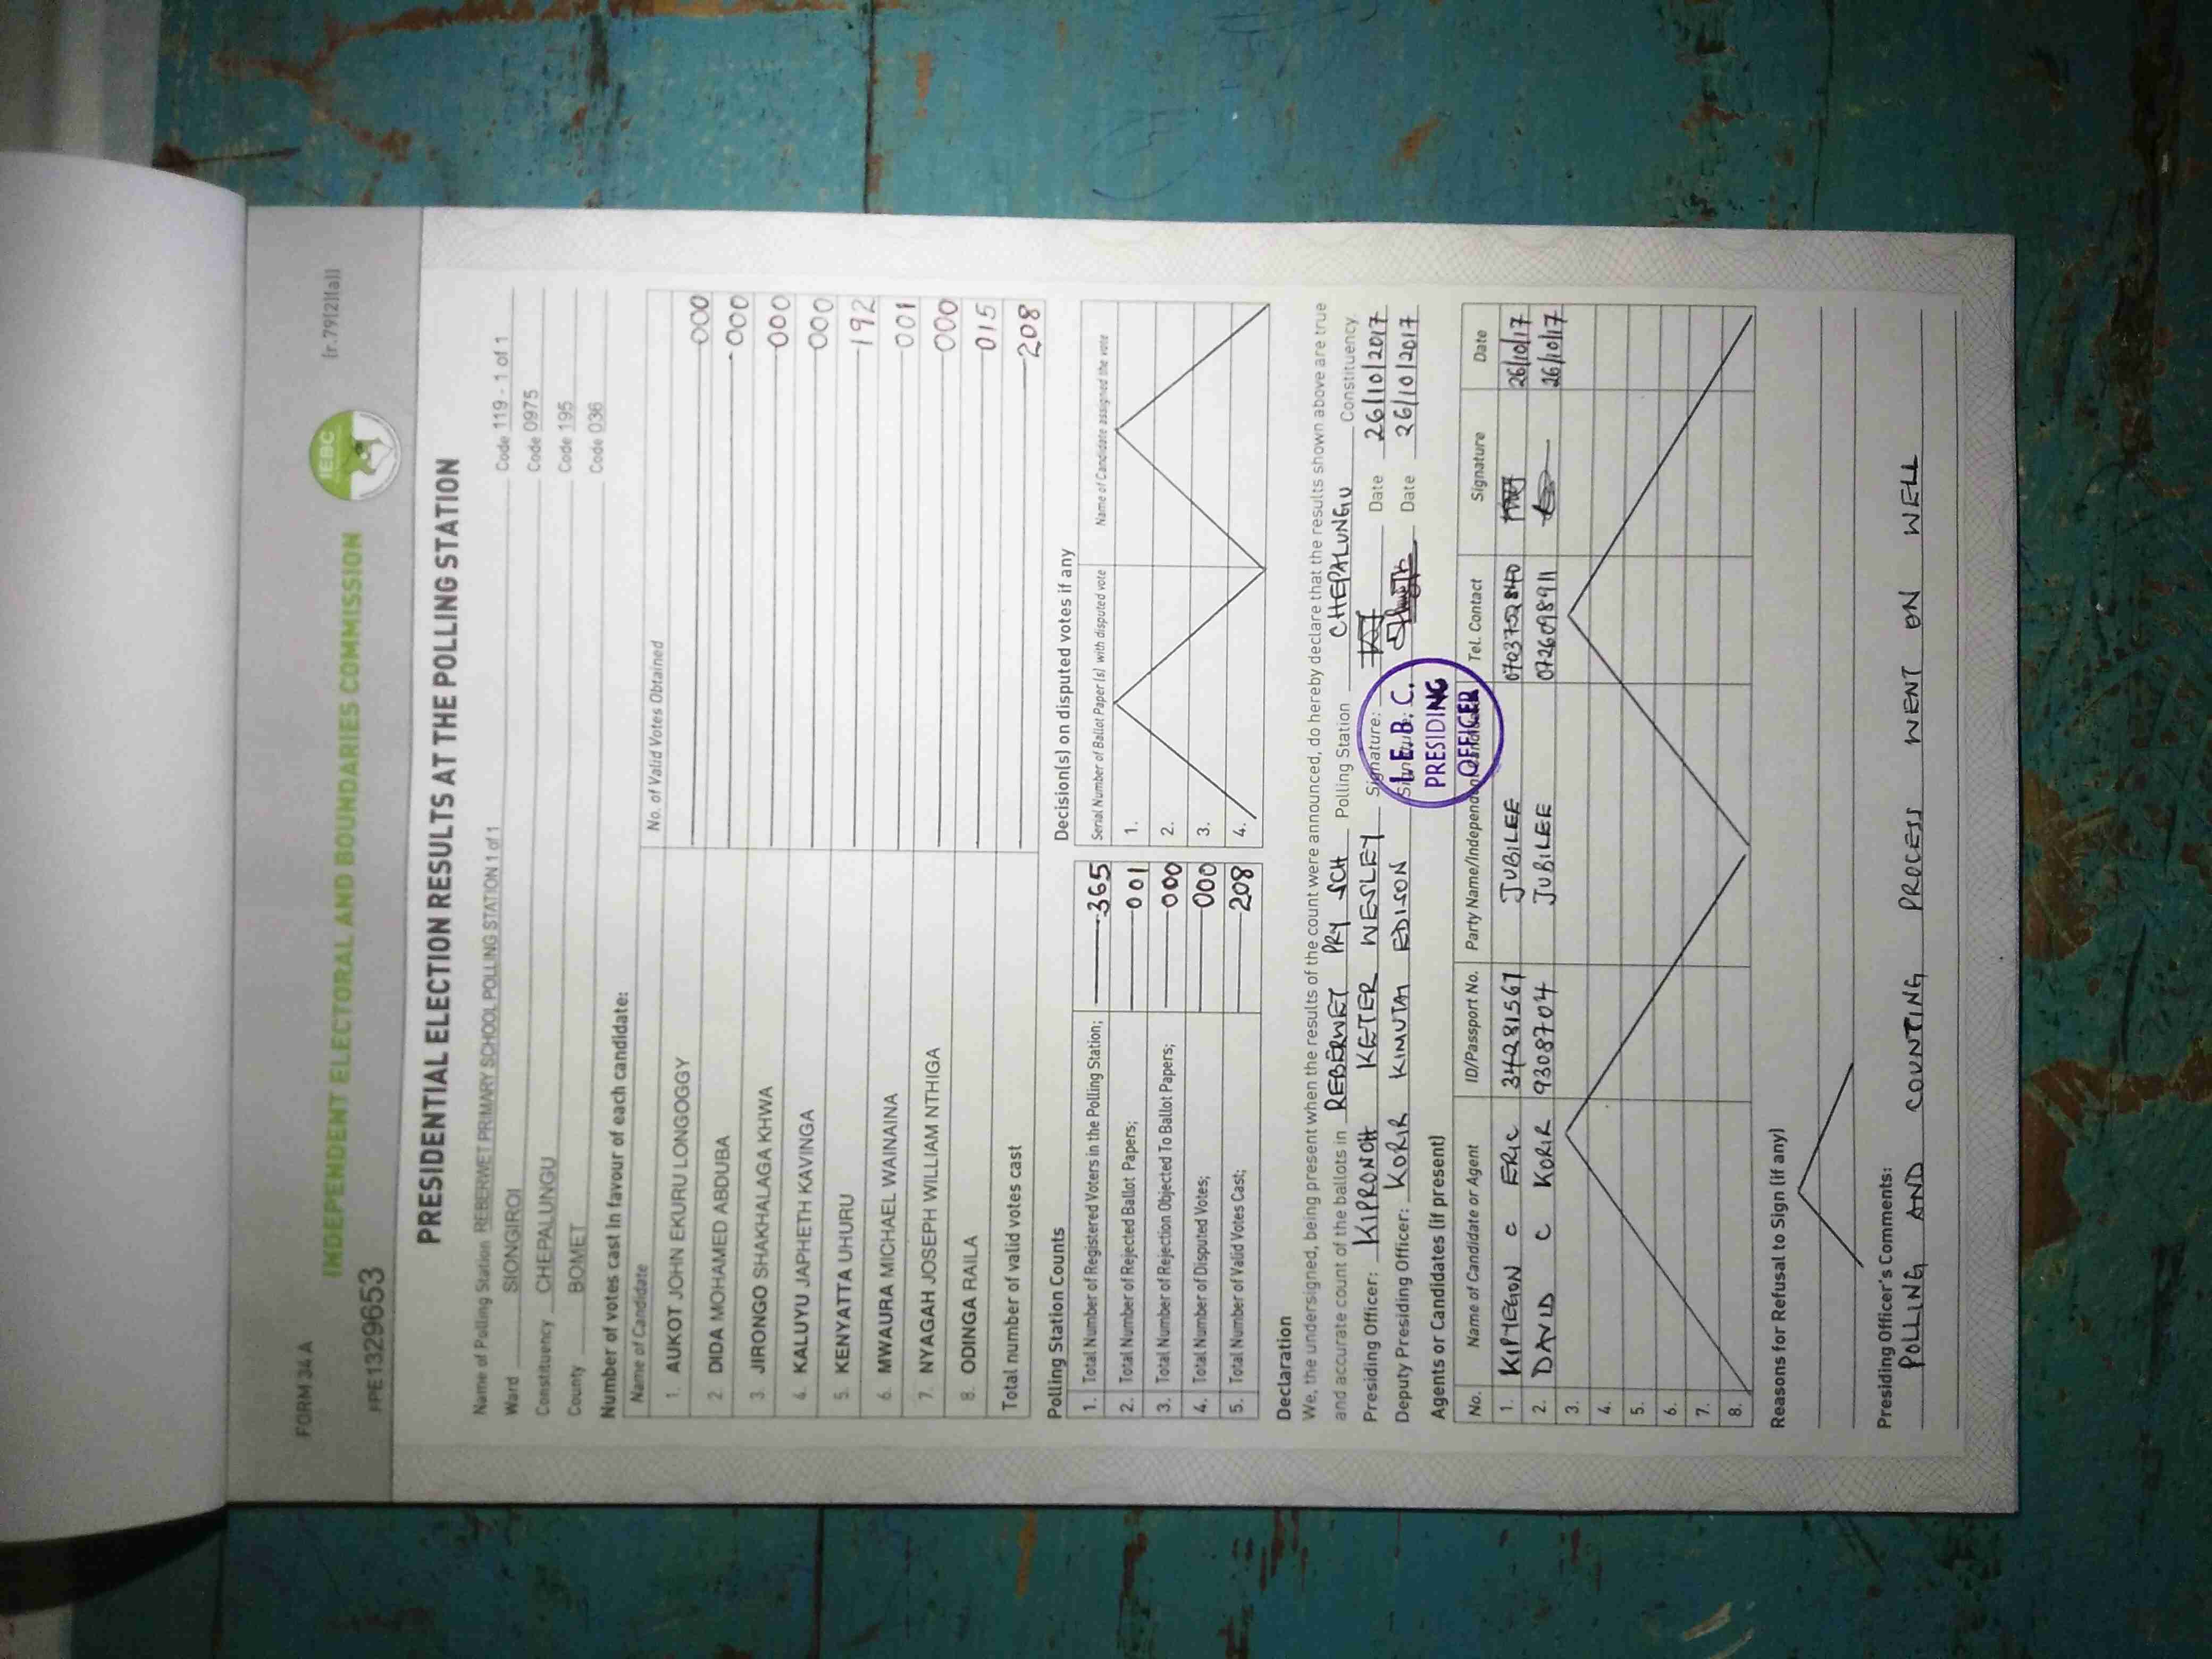 FORM 34 A
(r.79(2)(a))
IEBC
INDEPENDENT ELECTORAL AND BOUNDARIES COMMISSION
PPE1329653
PRESIDENTIAL ELECTION RESULTS AT THE POLLING STATION
Name of Polling Station REBERWET PRIMARY SCHOOL POLLING STATION 1 of 1 Code 119 - 1 of 1
Ward SIONGIROI Code 0975
Constituency CHEPALUNGU Code 195
County BOMET Code 036
Number of votes cast in favour of each candidate:
Name of Candidate No. of Valid Votes Obtained
1. AUKOT JOHN EKURU LONGOGGY 000
2 DIDA MOHAMED ABDUBA 000
3. JIRONGO SHAKHALAGA KHWA 000
4. KALUYU JAPHETH KAVINGA 000
5. KENYATTA UHURU 192
6. MWAURA MICHAEL WAINAINA 001
7. NYAGAH JOSEPH WILLIAM NTHIGA 000
8. ODINGA RAILA 015
Total number of valid votes cast 208
Polling Station Counts
1. Total Number of Registered Voters in the Polling Station; 365
2. Total Number of Rejected Ballot Papers; 001
3. Total Number of Rejection Objected To Ballot Papers; 000
4. Total Number of Disputed Votes; 000
5. Total Number of Valid Votes Cast; 208
Decision(s) on disputed votes if any
Serial Number of Ballot Paper (s) with disputed vote Name of Candidate assigned the vote
1.
2.
3.
4.
Declaration
We, the undersigned, being present when the results of the count were announced, do hereby declare that the results shown above are true
and accurate count of the ballots in REBERWET PRY SCH Polling Station CHEPALUNGU Constituency.
Presiding Officer: KIPRONOH KETER WESLEY Signature: Date 26/10/2017
Deputy Presiding Officer: KORIR KIMUTAI EDISON Signature: Date 26/10/2017
I.E.B.C.
PRESIDING
OFFICER
Agents or Candidates (if present)
No. Name of Candidate or Agent ID/Passport No. Party Name/Independent Candidate Tel. Contact Signature Date
1. KIPYEGON C ERIC 34281567 JUBILEE 0703752840 26/10/17
2. DAVID C KORIR 9308704 JUBILEE 0726098911 26/10/17
3.
4.
5.
6.
7.
8.
Reasons for Refusal to Sign (if any)
Presiding Officer's Comments:
POLLING AND COUNTING PROCESS WENT ON WELL